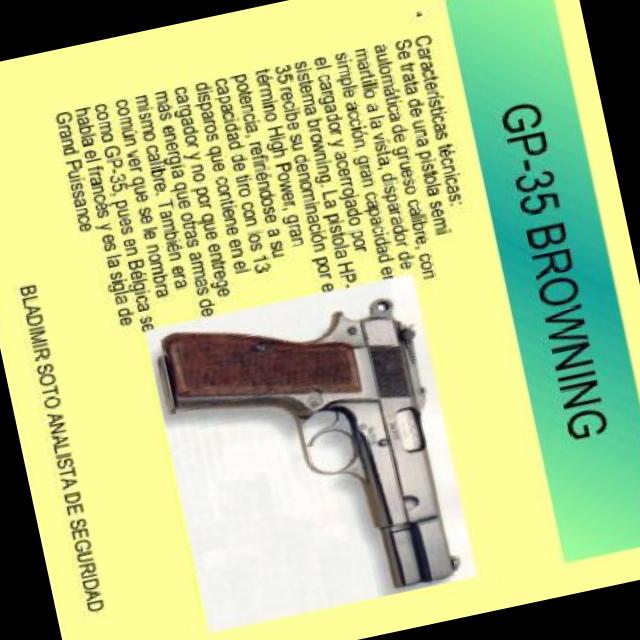 GP-35 BROWNING
Características técnicas:
Se trata de una pistola semi
automática de grueso calibre, con
martillo a la vista, disparador de
simple acción, gran capacidad en
el cargador y acerrojado por
sistema browning. La pistola HP-
35 recibe su denominación por e
término High Power, gran
potencia, refiriéndose a su
capacidad de tiro con los 13
disparos que contiene en el
cargador y no por que entrege
más energía que otras armas de
mismo calibre. También era
común ver que se le nombra
como GP-35, pues en Bélgica se
habla el frances y es la sigla de
Grand Puissance
BLADIMIR SOTO ANALISTA DE SEGURIDAD